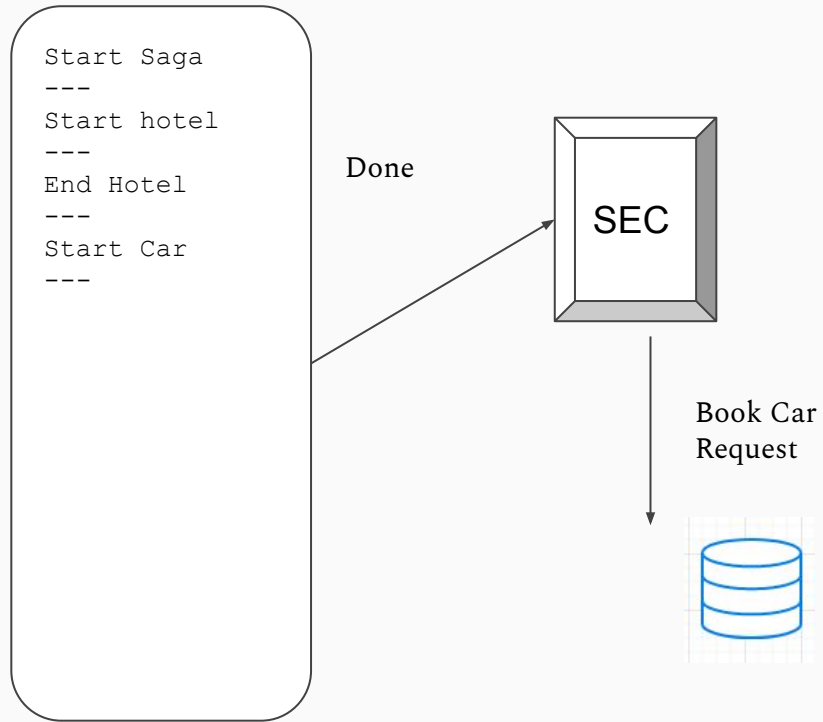 Start Saga
---
Start hotel
---
End Hotel
---
Start Car
---
Done
SEC
Book Car
Request